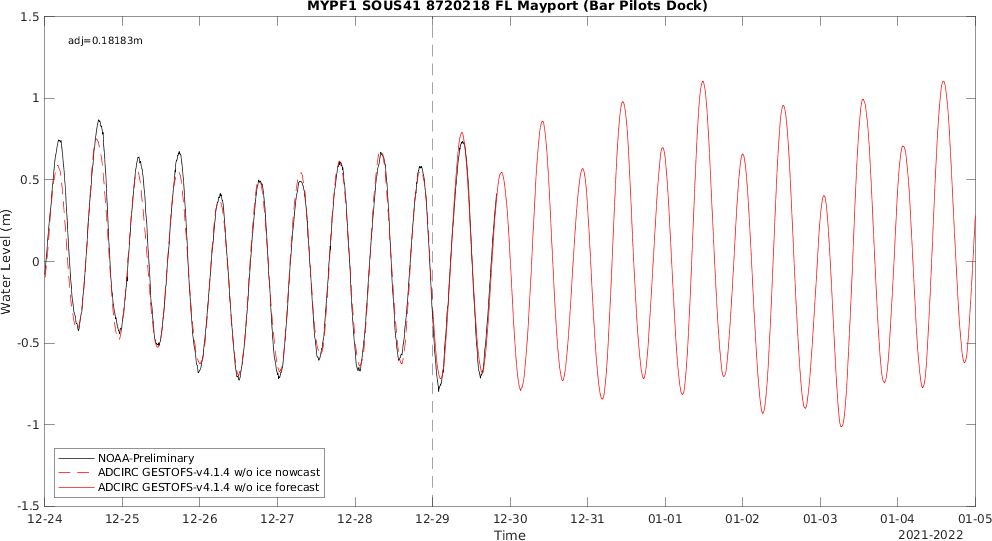 MYPF1 SOUS41 8720218 FL Mayport (Bar Pilots Dock)
adj=0.18183m
1.5
1
0.5
0
-0.5
-1
-1.5
Water Level (m)
NOAA-Preliminary
ADCIRC GESTOFS-v4.1.4 w/o ice nowcast
ADCIRC GESTOFS-v4.1.4 w/o ice forecast
12-24 12-25 12-26 12-27 12-28 12-29 12-30 12-31 01-01 01-02 01-03 01-04 01-05
Time
2021-2022